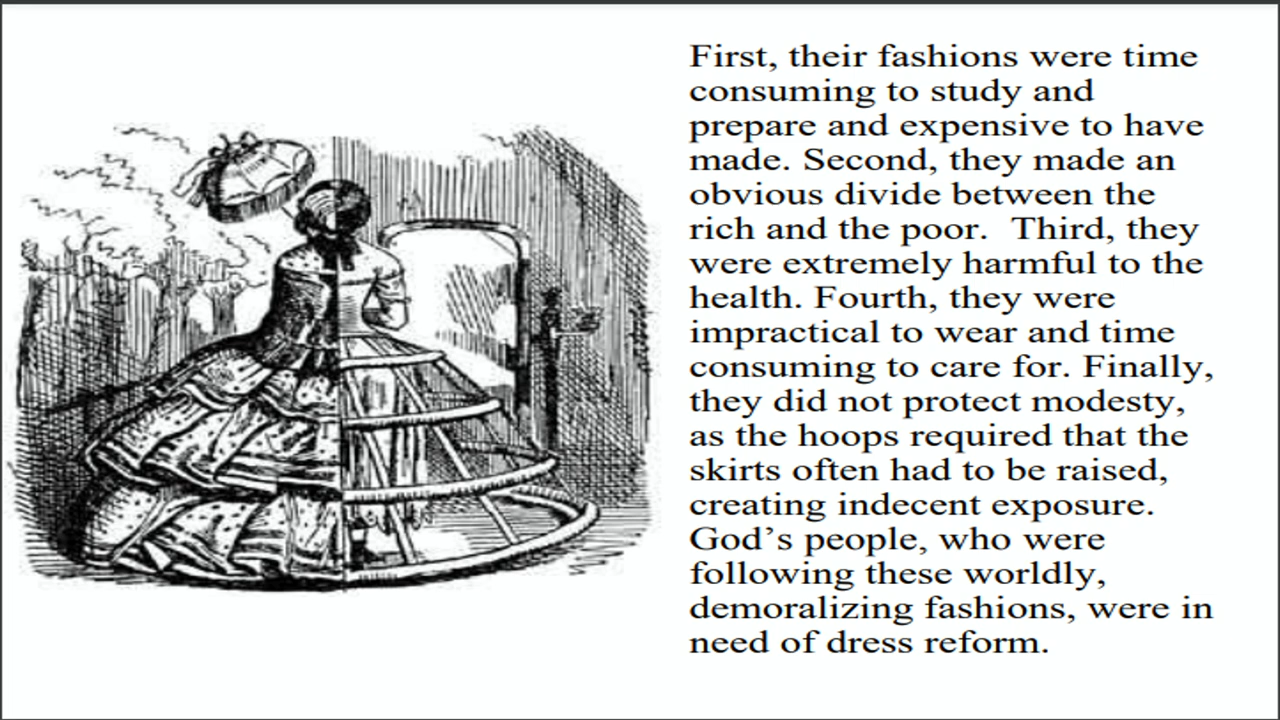 First, their fashions were time
consuming to study and
prepare and expensive to have
made. Second, they made an
obvious divide between the
rich and the poor.  Third, they
were extremely harmful to the
health. Fourth, they were
impractical to wear and time
consuming to care for. Finally,
they did not protect modesty,
as the hoops required that the
skirts often had to be raised,
creating indecent exposure.
God’s people, who were
following these worldly,
demoralizing fashions, were in
need of dress reform.